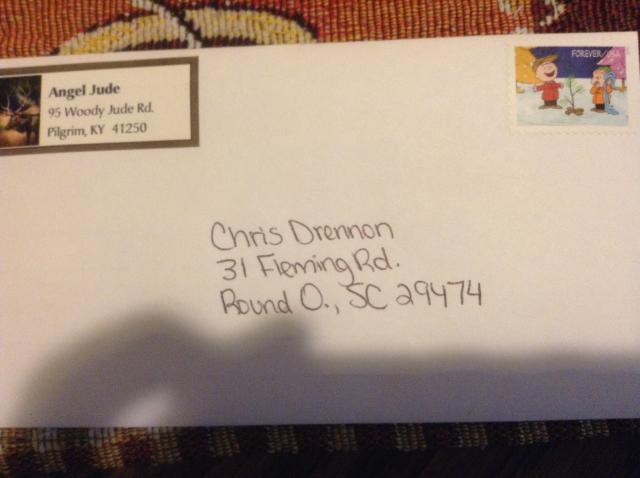 Angel Jude
95 Woody Jude Rd.
Pilgrim, KY 41250
FOREVER/USA
Chris Drennon
31 Fleming Rd.
Round O., SC 29474